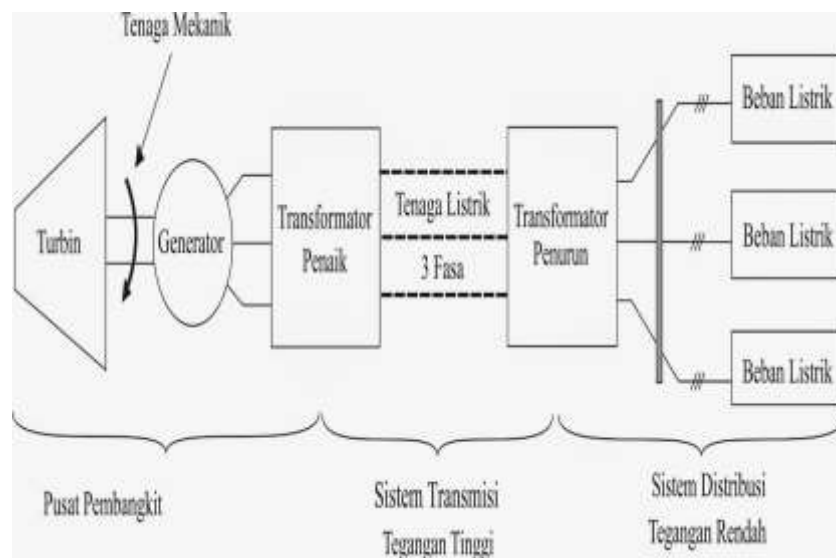 Tenaga Mekanik
Turbin
Generator
Transformator
Penaik
Tenaga Listrik
3 Fasa
Transformator
Penurun
Beban Listrik
Beban Listrik
Beban Listrik
Pusat Pembangkit
Sistem Transmisi
Tegangan Tinggi
Sistem Distribusi
Tegangan Rendah